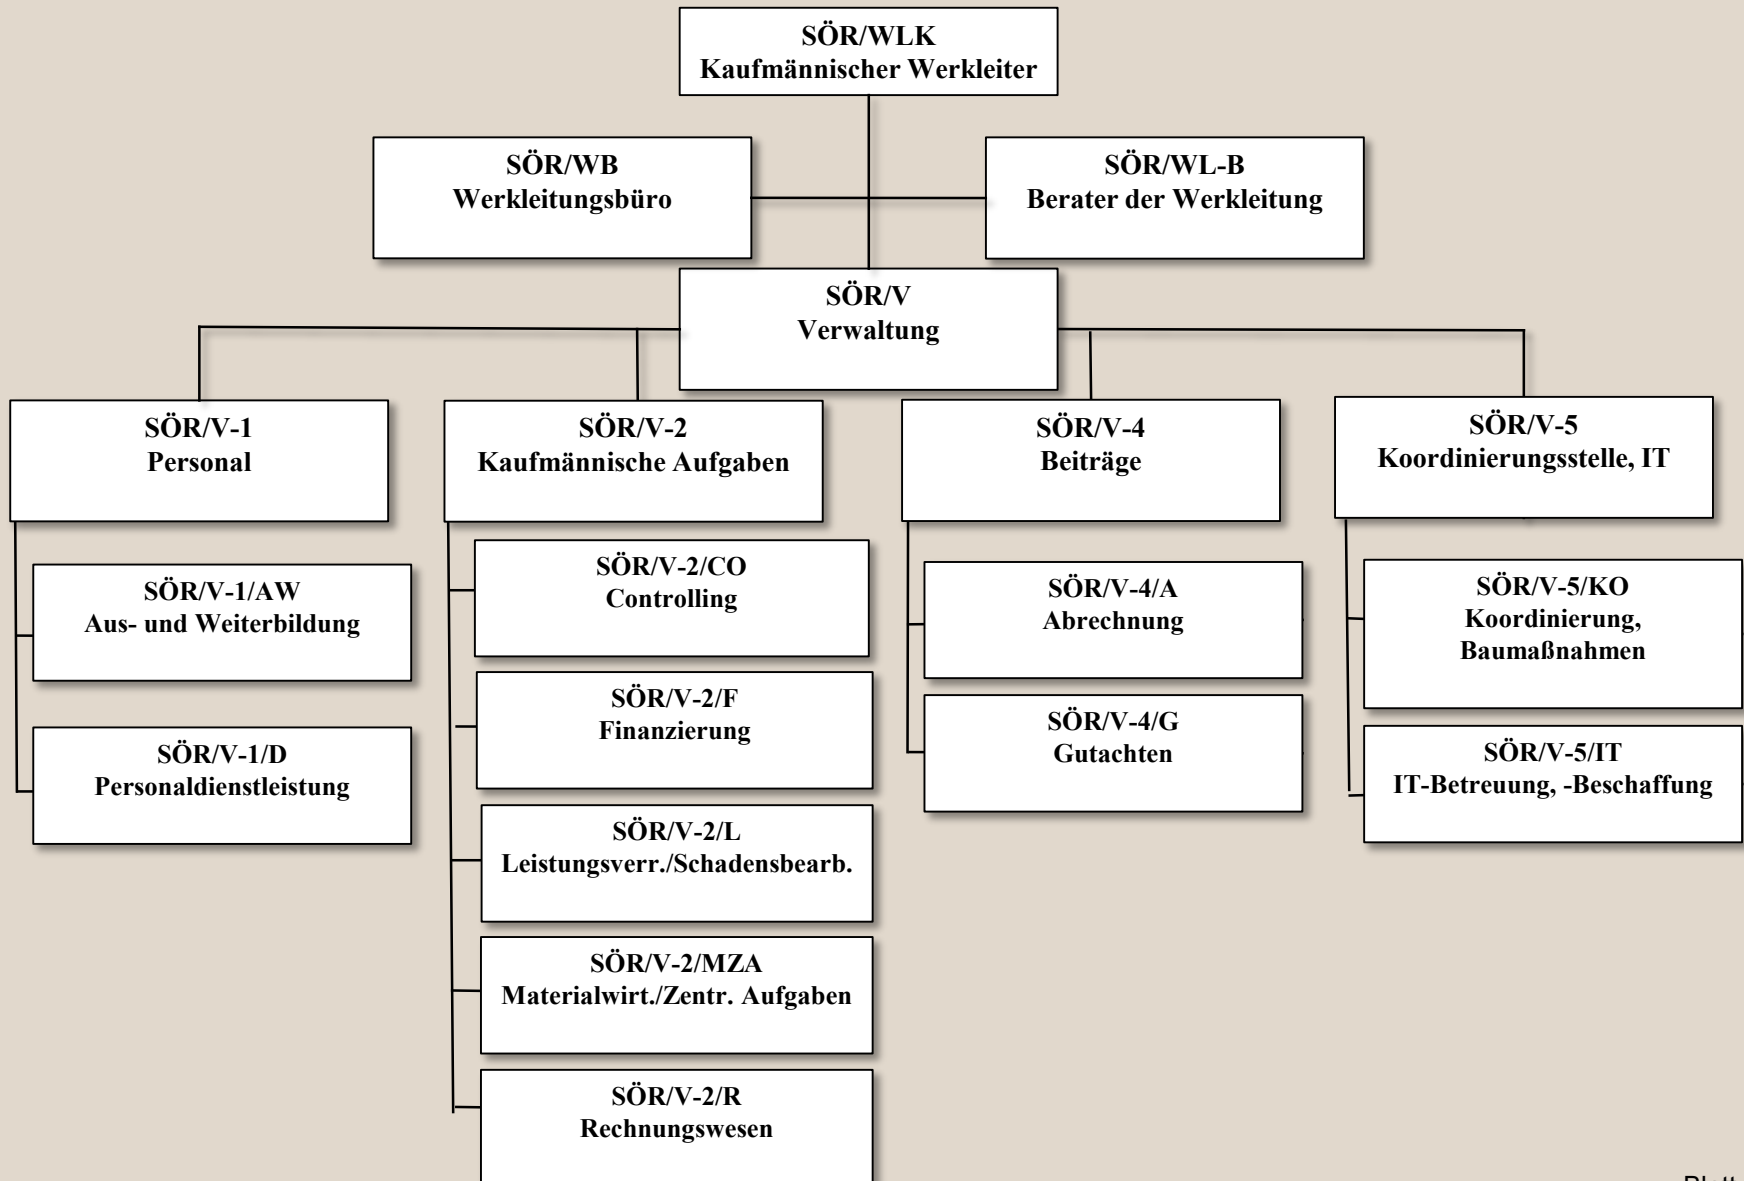 SÖR/WLK
Kaufmännischer Werkleiter
SÖR/WB
Werkleitungsbüro
SÖR/WL-B
Berater der Werkleitung
SÖR/V
Verwaltung
SÖR/V-1
Personal
SÖR/V-2
Kaufmännische Aufgaben
SÖR/V-4
Beiträge
SÖR/V-5
Koordinierungsstelle, IT
SÖR/V-1/AW
Aus- und Weiterbildung
SÖR/V-1/D
Personaldienstleistung
SÖR/V-2/CO
Controlling
SÖR/V-2/F
Finanzierung
SÖR/V-2/L
Leistungsverr./Schadensbearb.
SÖR/V-2/MZA
Materialwirt./Zentr. Aufgaben
SÖR/V-2/R
Rechnungswesen
SÖR/V-4/A
Abrechnung
SÖR/V-4/G
Gutachten
SÖR/V-5/KO
Koordinierung,
Baumaßnahmen
SÖR/V-5/IT
IT-Betreuung, -Beschaffung